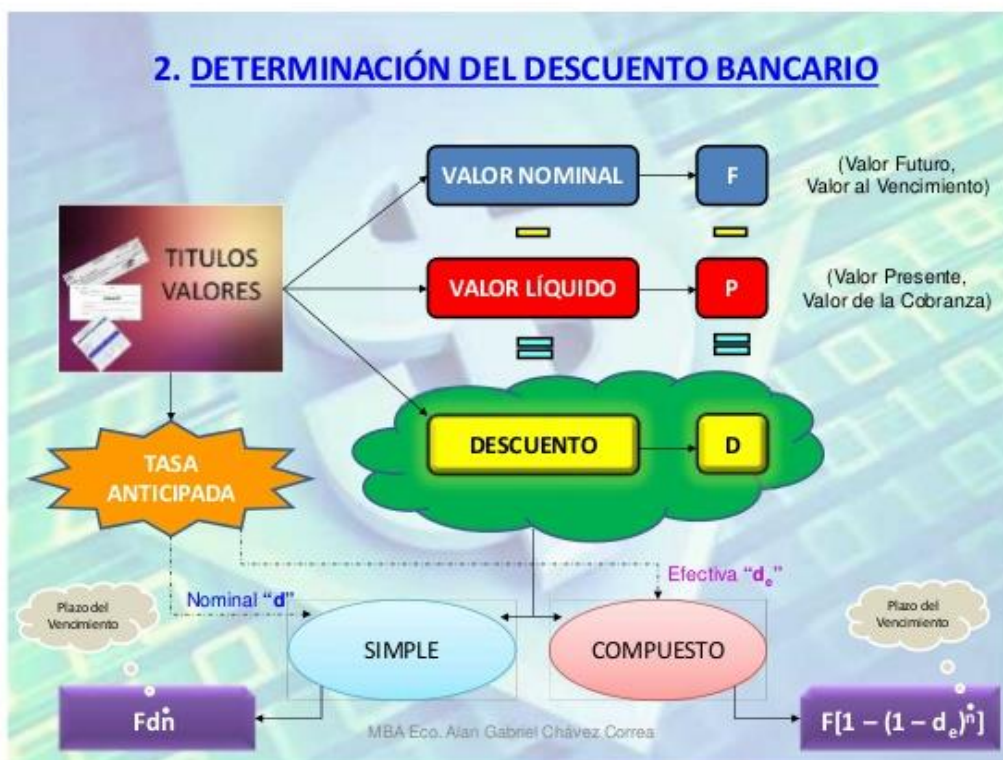 2. DETERMINACIÓN DEL DESCUENTO BANCARIO
VALOR NOMINAL
F
(Valor Futuro,
Valor al Vencimiento)
TITULOS
VALORES
VALOR LÍQUIDO
P
(Valor Presente,
Valor de la Cobranza)
DESCUENTO
D
TASA
ANTICIPADA
Efectiva “dₑ”
Nominal “d”
Plazo del
Vencimiento
Plazo del
Vencimiento
SIMPLE
COMPUESTO
Fdn
F[1 – (1 – dₑ)ⁿ]
MBA Eco. Alan Gabriel Chávez Correa